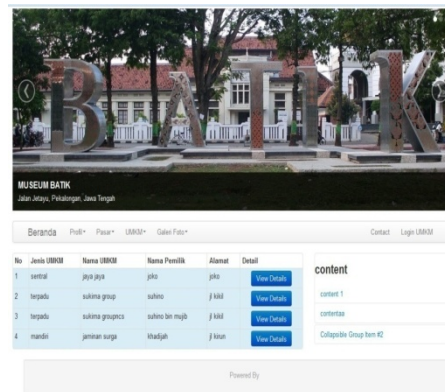 BATIK
MUSEUM BATIK
Jalan Jetayu, Pekalongan, Jawa Tengah
Beranda Profil Pasar UMKM Galeri Foto Contact Login UMKM
No Jenis UMKM Nama UMKM Nama Pemilik Alamat Detail
1 sentral jaya jaya joko joko View Details
2 terpadu sukima group suhino jl kikil View Details
3 terpadu sukima groupncs suhino bin mujib jl kikil View Details
4 mandiri jaminan surga khadijah jl kirun View Details
content
content 1
contentaa
Collapsible Group Item #2
Powered By